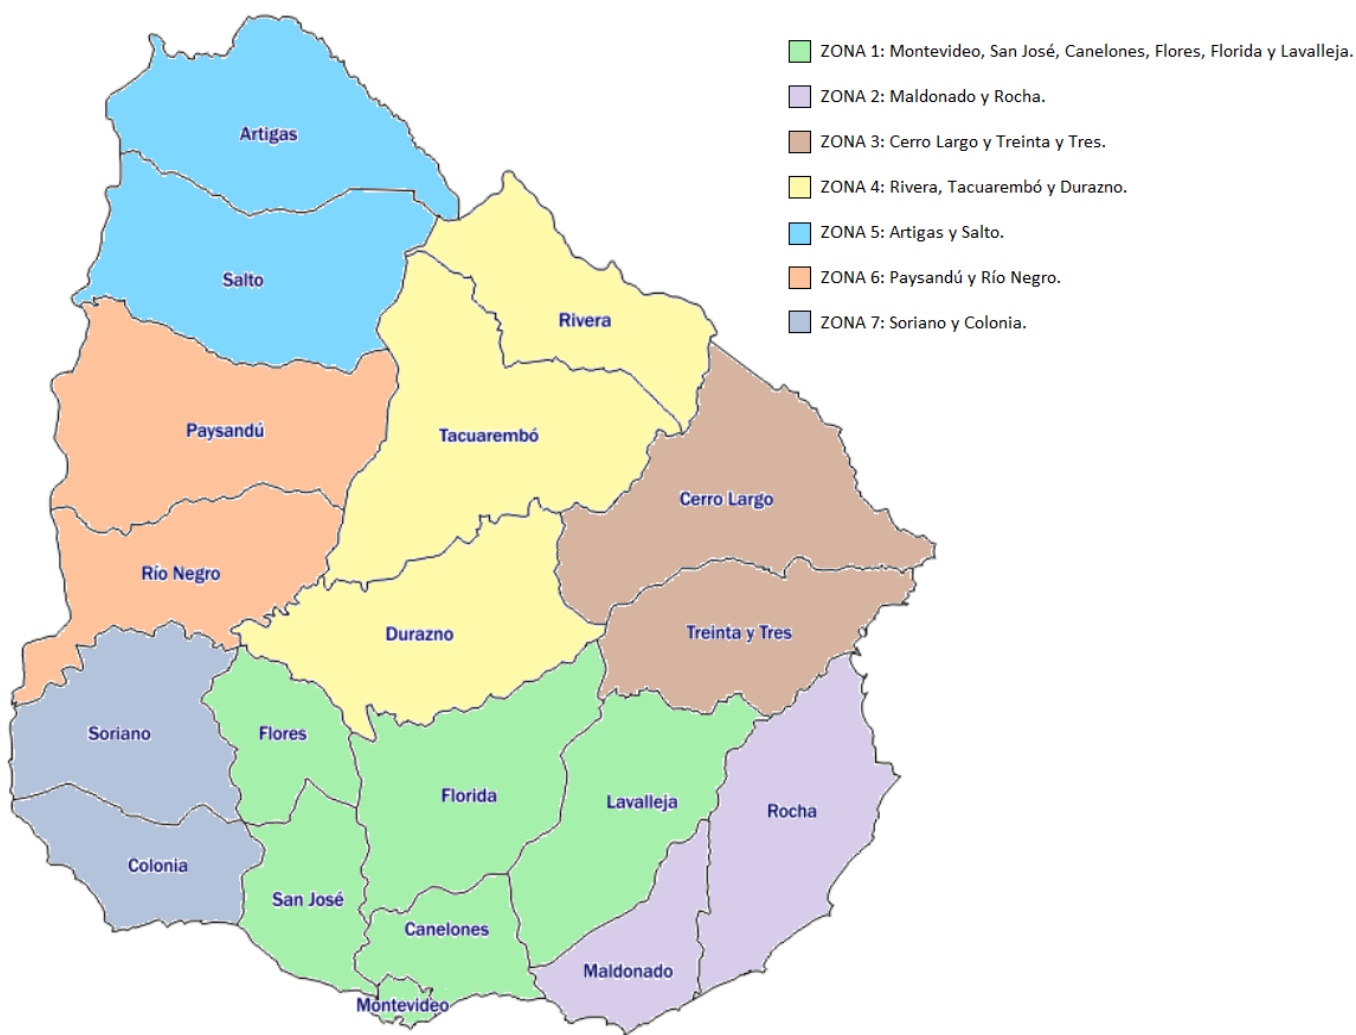 ZONA 1: Montevideo, San José, Canelones, Flores, Florida y Lavalleja.
ZONA 2: Maldonado y Rocha.
ZONA 3: Cerro Largo y Treinta y Tres.
ZONA 4: Rivera, Tacuarembó y Durazno.
ZONA 5: Artigas y Salto.
ZONA 6: Paysandú y Río Negro.
ZONA 7: Soriano y Colonia.
Artigas
Salto
Rivera
Paysandú
Tacuarembó
Cerro Largo
Río Negro
Durazno
Treinta y Tres
Soriano
Flores
Florida
Lavalleja
Rocha
Colonia
San José
Canelones
Maldonado
Montevideo